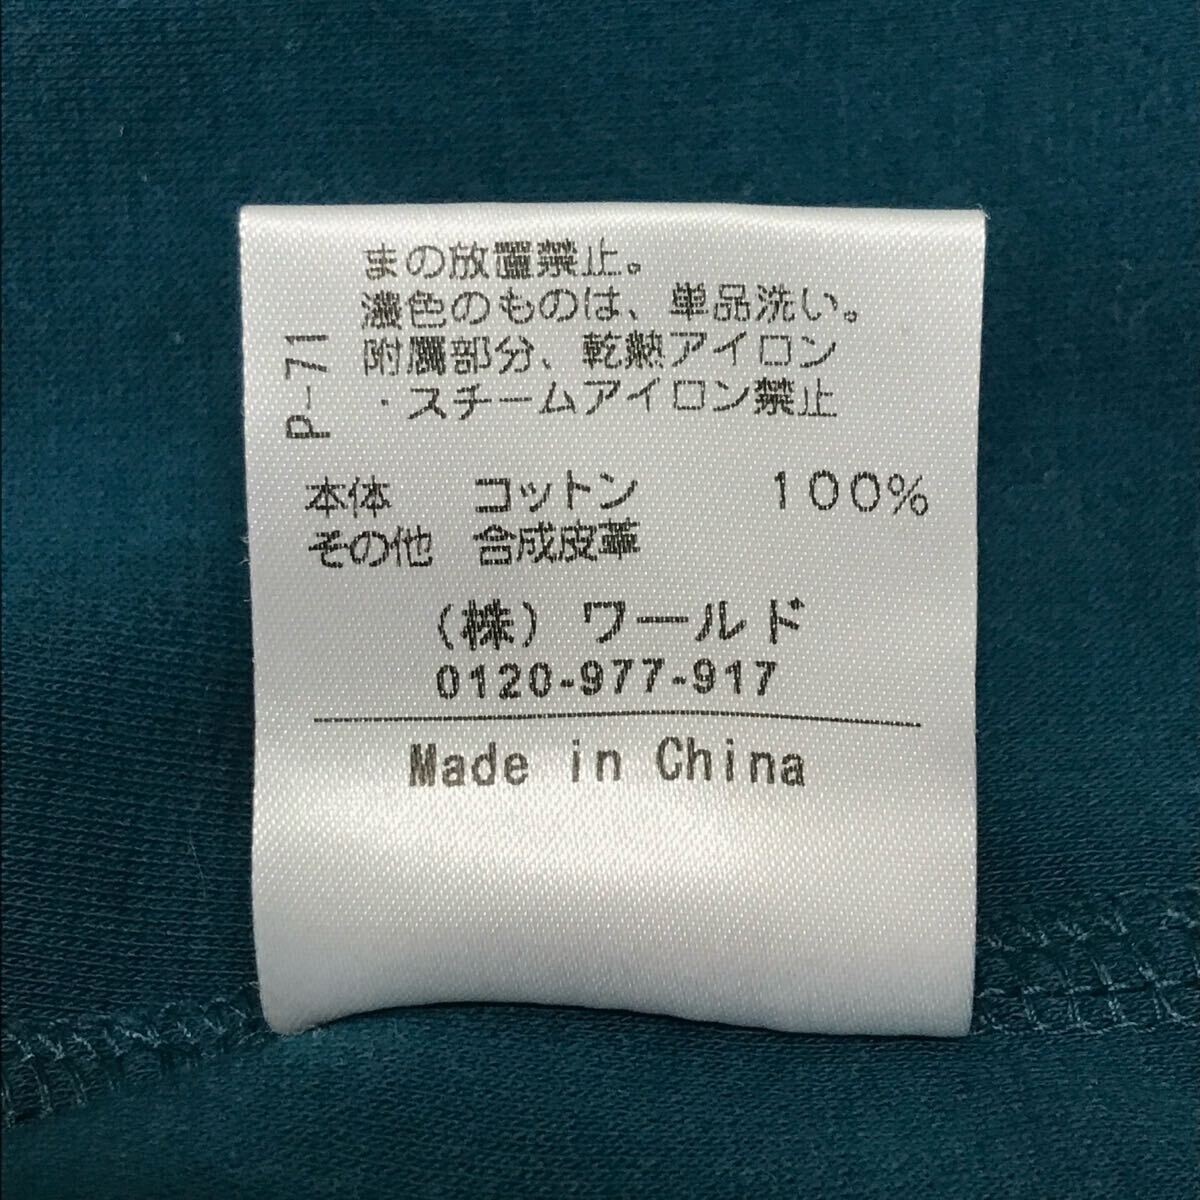 まの放置禁止。
濃色のものは、単品洗い。
附属部分、乾熱アイロン
・スチームアイロン禁止
P-71
本体 コットン 100%
その他 合成皮革
(株)ワールド
0120-977-917
Made in China